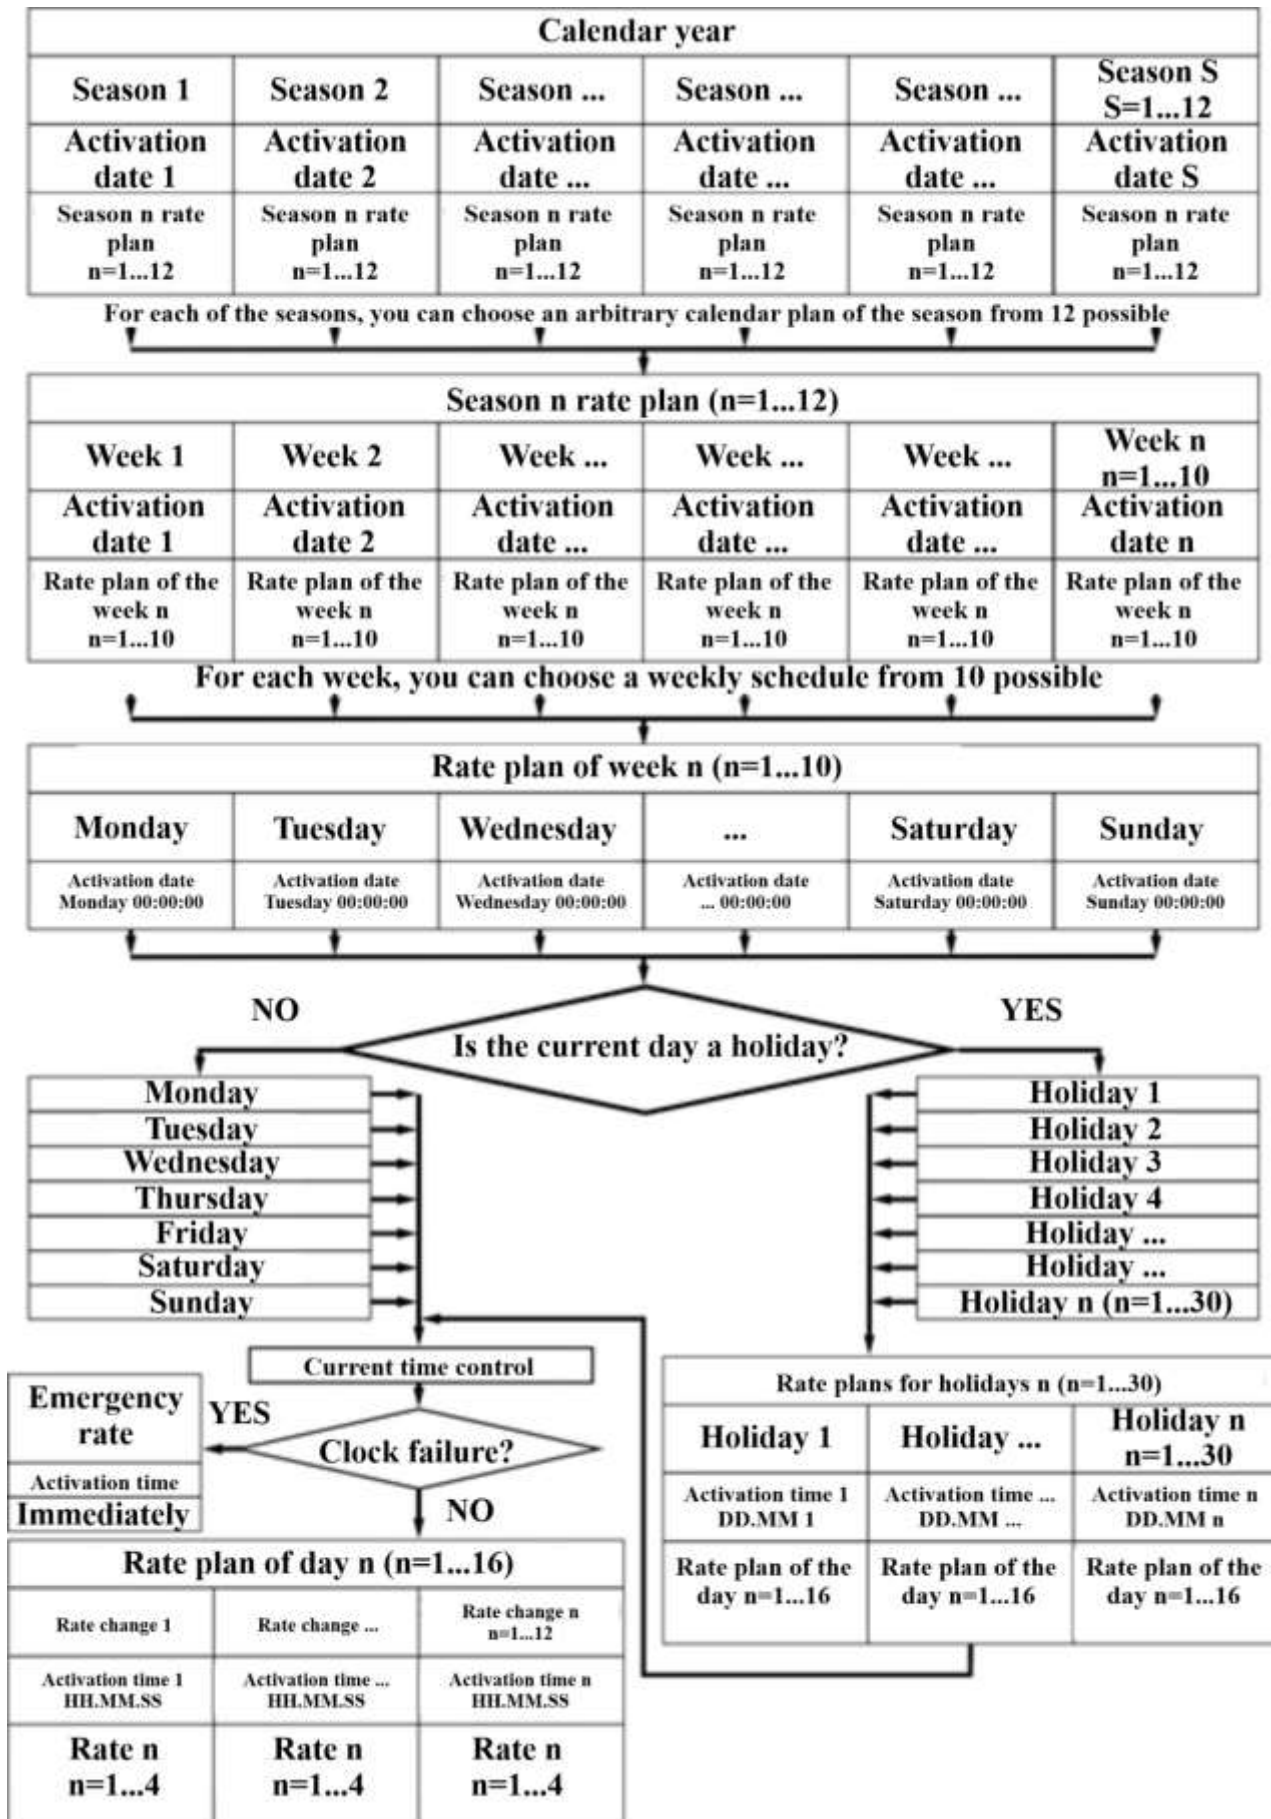 Calendar year
Season 1
Season 2
Season ...
Season ...
Season ...
Season S
S=1...12
Activation
date 1
Activation
date 2
Activation
date ...
Activation
date ...
Activation
date ...
Activation
date S
Season n rate
plan
n=1...12
Season n rate
plan
n=1...12
Season n rate
plan
n=1...12
Season n rate
plan
n=1...12
Season n rate
plan
n=1...12
Season n rate
plan
n=1...12
For each of the seasons, you can choose an arbitrary calendar plan of the season from 12 possible
Season n rate plan (n=1...12)
Week 1
Week 2
Week ...
Week ...
Week ...
Week n
n=1...10
Activation
date 1
Activation
date 2
Activation
date ...
Activation
date ...
Activation
date ...
Activation
date n
Rate plan of the
week n
n=1...10
Rate plan of the
week n
n=1...10
Rate plan of the
week n
n=1...10
Rate plan of the
week n
n=1...10
Rate plan of the
week n
n=1...10
Rate plan of the
week n
n=1...10
For each week, you can choose a weekly schedule from 10 possible
Rate plan of week n (n=1...10)
Monday
Tuesday
Wednesday
...
Saturday
Sunday
Activation date
Monday 00:00:00
Activation date
Tuesday 00:00:00
Activation date
Wednesday 00:00:00
Activation date
... 00:00:00
Activation date
Saturday 00:00:00
Activation date
Sunday 00:00:00
NO
YES
Is the current day a holiday?
Monday
Tuesday
Wednesday
Thursday
Friday
Saturday
Sunday
Holiday 1
Holiday 2
Holiday 3
Holiday 4
Holiday ...
Holiday ...
Holiday n (n=1...30)
Current time control
Emergency
rate
Activation time
Immediately
YES
Clock failure?
NO
Rate plans for holidays n (n=1...30)
Holiday 1
Holiday ...
Holiday n
n=1...30
Activation time 1
DD.MM 1
Activation time ...
DD.MM ...
Activation time n
DD.MM n
Rate plan of the
day n=1...16
Rate plan of the
day n=1...16
Rate plan of the
day n=1...16
Rate plan of day n (n=1...16)
Rate change 1
Rate change ...
Rate change n
n=1...12
Activation time 1
HH.MM.SS
Activation time ...
HH.MM.SS
Activation time n
HH.MM.SS
Rate n
n=1...4
Rate n
n=1...4
Rate n
n=1...4